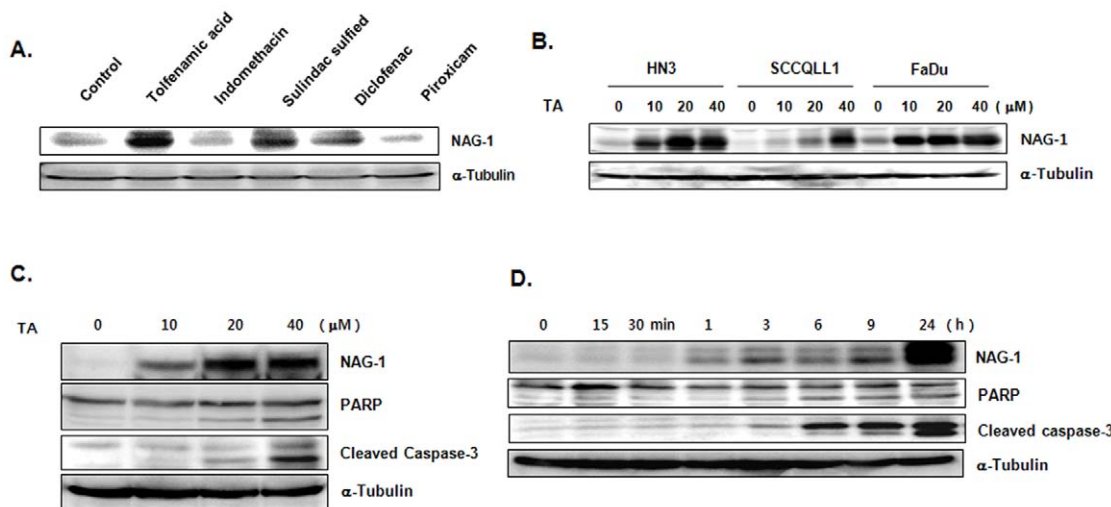 A.
Control
Tolfenamic acid
Indomethacin
Sulindac sulfied
Diclofenac
Piroxicam
NAG-1
α-Tubulin
B.
HN3 SCCQLL1 FaDu
TA 0 10 20 40 0 10 20 40 0 10 20 40 ( μM )
NAG-1
α-Tubulin
C.
TA 0 10 20 40 ( μM )
NAG-1
PARP
Cleaved Caspase-3
α-Tubulin
D.
0 15 30 min 1 3 6 9 24 ( h )
NAG-1
PARP
Cleaved caspase-3
α-Tubulin